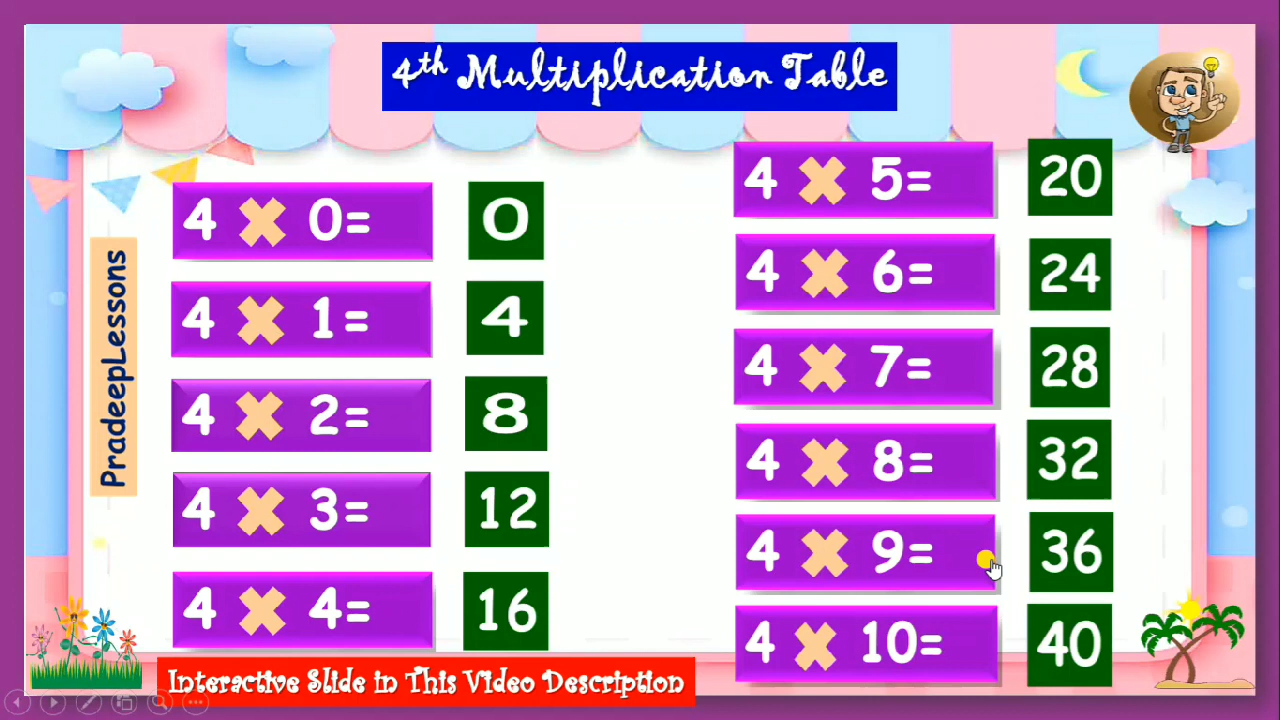 4th Multiplication Table
PradeepLessons
4 × 0= 0
4 × 1= 4
4 × 2= 8
4 × 3= 12
4 × 4= 16
4 × 5= 20
4 × 6= 24
4 × 7= 28
4 × 8= 32
4 × 9= 36
4 × 10= 40
Interactive Slide in This Video Description